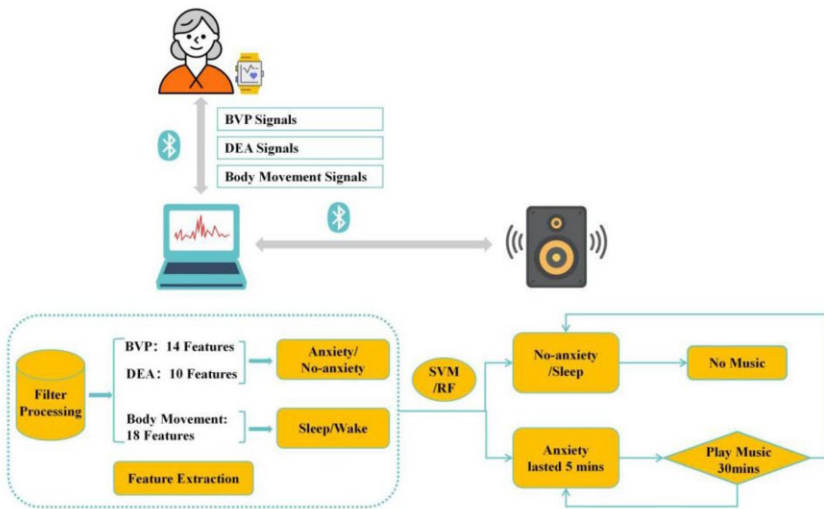 BVP Signals
DEA Signals
Body Movement Signals
Filter
Processing
BVP: 14 Features
DEA: 10 Features
Body Movement:
18 Features
Anxiety/
No-anxiety
Sleep/Wake
Feature Extraction
SVM
/RF
No-anxiety
/Sleep
No Music
Anxiety
lasted 5 mins
Play Music
30mins